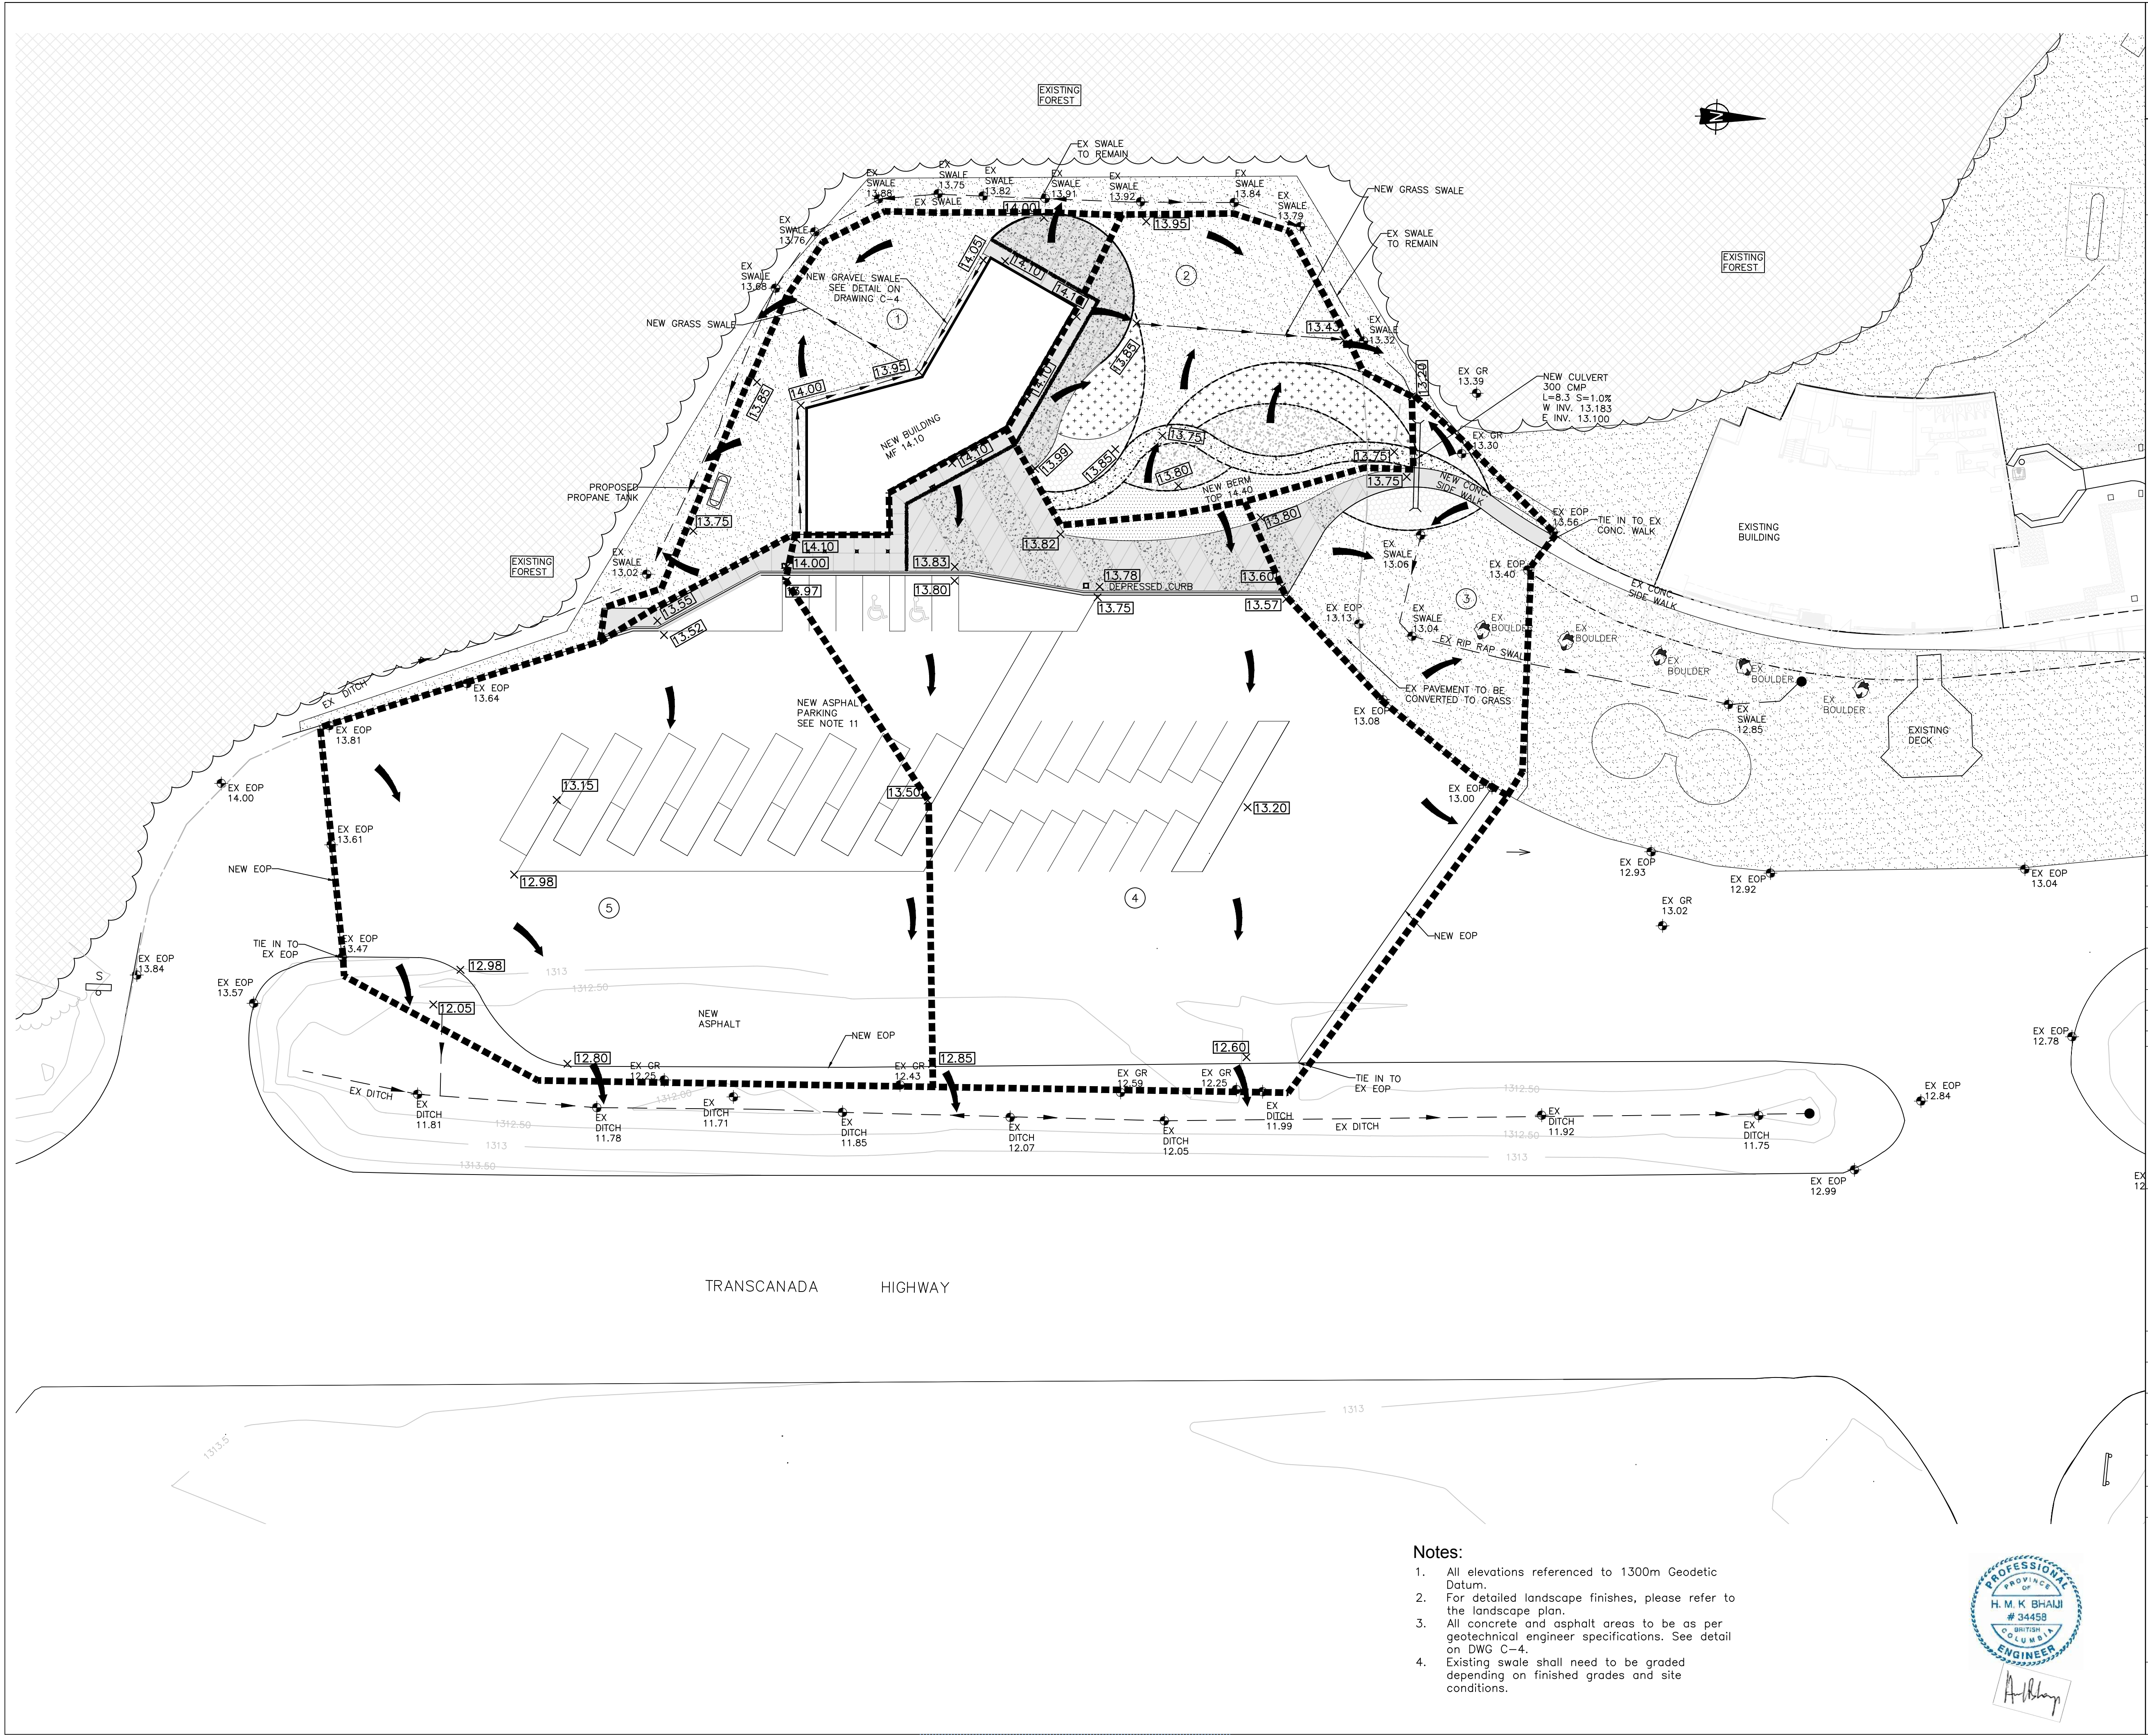 EXISTING
FOREST
N
EX SWALE
TO REMAIN
EX
SWALE
13.88
EX
SWALE
13.75
EX
SWALE
13.82
EX
SWALE
13.91
EX
SWALE
13.92
EX
SWALE
13.84
EX
SWALE
13.79
NEW GRASS SWALE
EX SWALE
14.00
13.95
EX
SWALE
13.76
EX SWALE
TO REMAIN
EXISTING
FOREST
14.05
14.10
2
EX
SWALE
13.68
NEW GRAVEL SWALE
SEE DETAIL ON
DRAWING C-4
1
NEW GRASS SWALE
13.43
EX
SWALE
13.32
13.85
13.95
14.00
13.85
14.10
13.20
EX GR
13.39
NEW CULVERT
300 CMP
L=8.3 S=1.0%
W INV. 13.183
E INV. 13.100
NEW BUILDING
MF 14.10
14.10
13.75
EX GR
13.30
13.99
13.85
13.75
13.75
13.80
PROPOSED
PROPANE TANK
NEW BERM
TOP 14.40
NEW CONC.
SIDE WALK
13.75
13.80
EX EOP
13.56
TIE IN TO EX
CONC. WALK
EXISTING
BUILDING
EXISTING
FOREST
EX
SWALE
13.02
14.10
14.00
13.83
13.82
EX
SWALE
13.06
EX EOP
13.40
13.97
13.80
13.78
DEPRESSED CURB
13.75
13.60
13.57
EX CONC.
SIDE WALK
13.55
13.52
EX EOP
13.13
EX
SWALE
13.04
3
EX
BOULDER
EX
BOULDER
EX
BOULDER
EX
BOULDER
EX
BOULDER
EX RIP RAP SWALE
EX DITCH
EX EOP
13.64
EX EOP
13.81
NEW ASPHALT
PARKING
SEE NOTE 11
EX PAVEMENT TO BE
CONVERTED TO GRASS
EX EOP
13.08
EX
SWALE
12.85
EXISTING
DECK
EX EOP
14.00
13.15
13.50
13.20
EX EOP
13.00
EX EOP
13.61
NEW EOP
12.98
EX EOP
12.93
EX EOP
12.92
EX EOP
13.04
5
4
EX GR
13.02
TIE IN TO
EX EOP
EX EOP
13.47
NEW EOP
EX EOP
13.84
S
EX EOP
13.57
12.98
1313
1312.50
12.05
NEW
ASPHALT
NEW EOP
EX EOP
12.78
12.80
EX GR
12.25
EX GR
12.43
12.85
12.60
EX GR
12.59
EX GR
12.25
TIE IN TO
EX EOP
1312.50
EX EOP
12.84
EX DITCH
EX
DITCH
11.81
EX
DITCH
11.78
1312.00
EX
DITCH
11.71
EX
DITCH
11.85
EX
DITCH
12.07
EX
DITCH
12.05
EX
DITCH
11.99
EX DITCH
EX
DITCH
11.92
EX
DITCH
11.75
1312.50
1313
1313.50
1312.50
1313
EX EOP
12.99
EX
12
TRANSCANADA HIGHWAY
1313
1313.5
Notes:
1. All elevations referenced to 1300m Geodetic
Datum.
2. For detailed landscape finishes, please refer to
the landscape plan.
3. All concrete and asphalt areas to be as per
geotechnical engineer specifications. See detail
on DWG C-4.
4. Existing swale shall need to be graded
depending on finished grades and site
conditions.
PROFESSIONAL
PROVINCE
OF
H. M. K BHAIJI
# 34458
BRITISH
COLUMBIA
ENGINEER